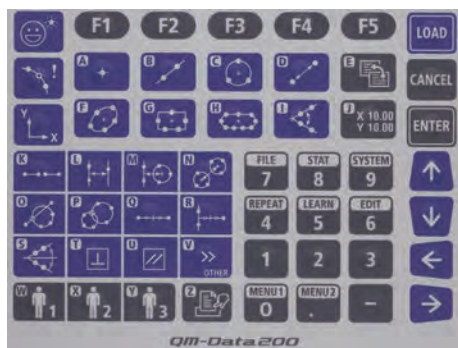 F1 F2 F3 F4 F5 LOAD
! A B C D E CANCEL
Y X F G H I J X 10.00 Y 10.00 ENTER
K L M N FILE 7 STAT 8 SYSTEM 9
O P Q R REPEAT 4 LEARN 5 EDIT 6
S T U V >> OTHER 1 2 3
W 1 X 2 Y 3 Z MENU1 0 MENU2 . -
QM-Data200